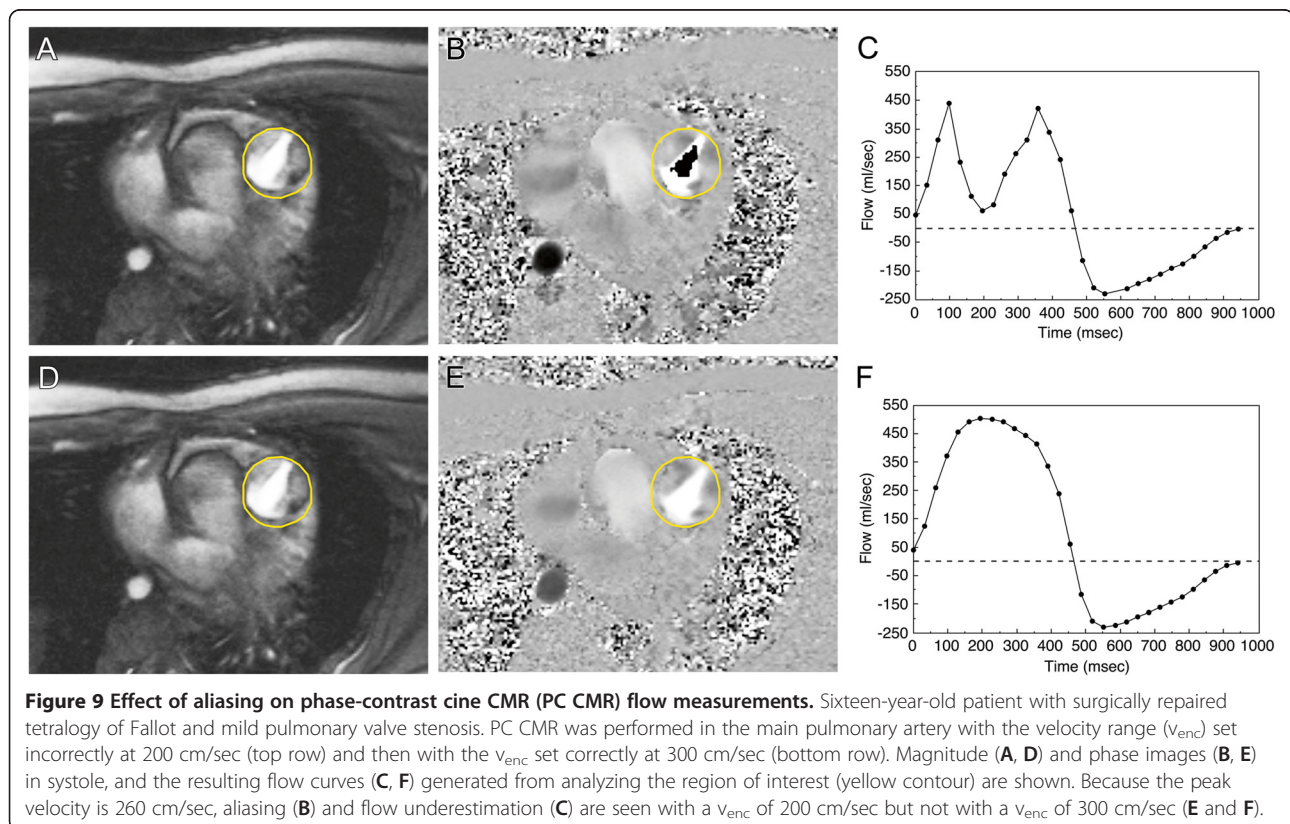 A
B
C
550
450
350
250
150
50
-50
-150
-250
Flow (ml/sec)
0 100 200 300 400 500 600 700 800 900 1000
Time (msec)
D
E
F
550
450
350
250
150
50
-50
-150
-250
Flow (ml/sec)
0 100 200 300 400 500 600 700 800 900 1000
Time (msec)
Figure 9 Effect of aliasing on phase-contrast cine CMR (PC CMR) flow measurements. Sixteen-year-old patient with surgically repaired
tetralogy of Fallot and mild pulmonary valve stenosis. PC CMR was performed in the main pulmonary artery with the velocity range (venc) set
incorrectly at 200 cm/sec (top row) and then with the venc set correctly at 300 cm/sec (bottom row). Magnitude (A, D) and phase images (B, E)
in systole, and the resulting flow curves (C, F) generated from analyzing the region of interest (yellow contour) are shown. Because the peak
velocity is 260 cm/sec, aliasing (B) and flow underestimation (C) are seen with a venc of 200 cm/sec but not with a venc of 300 cm/sec (E and F).